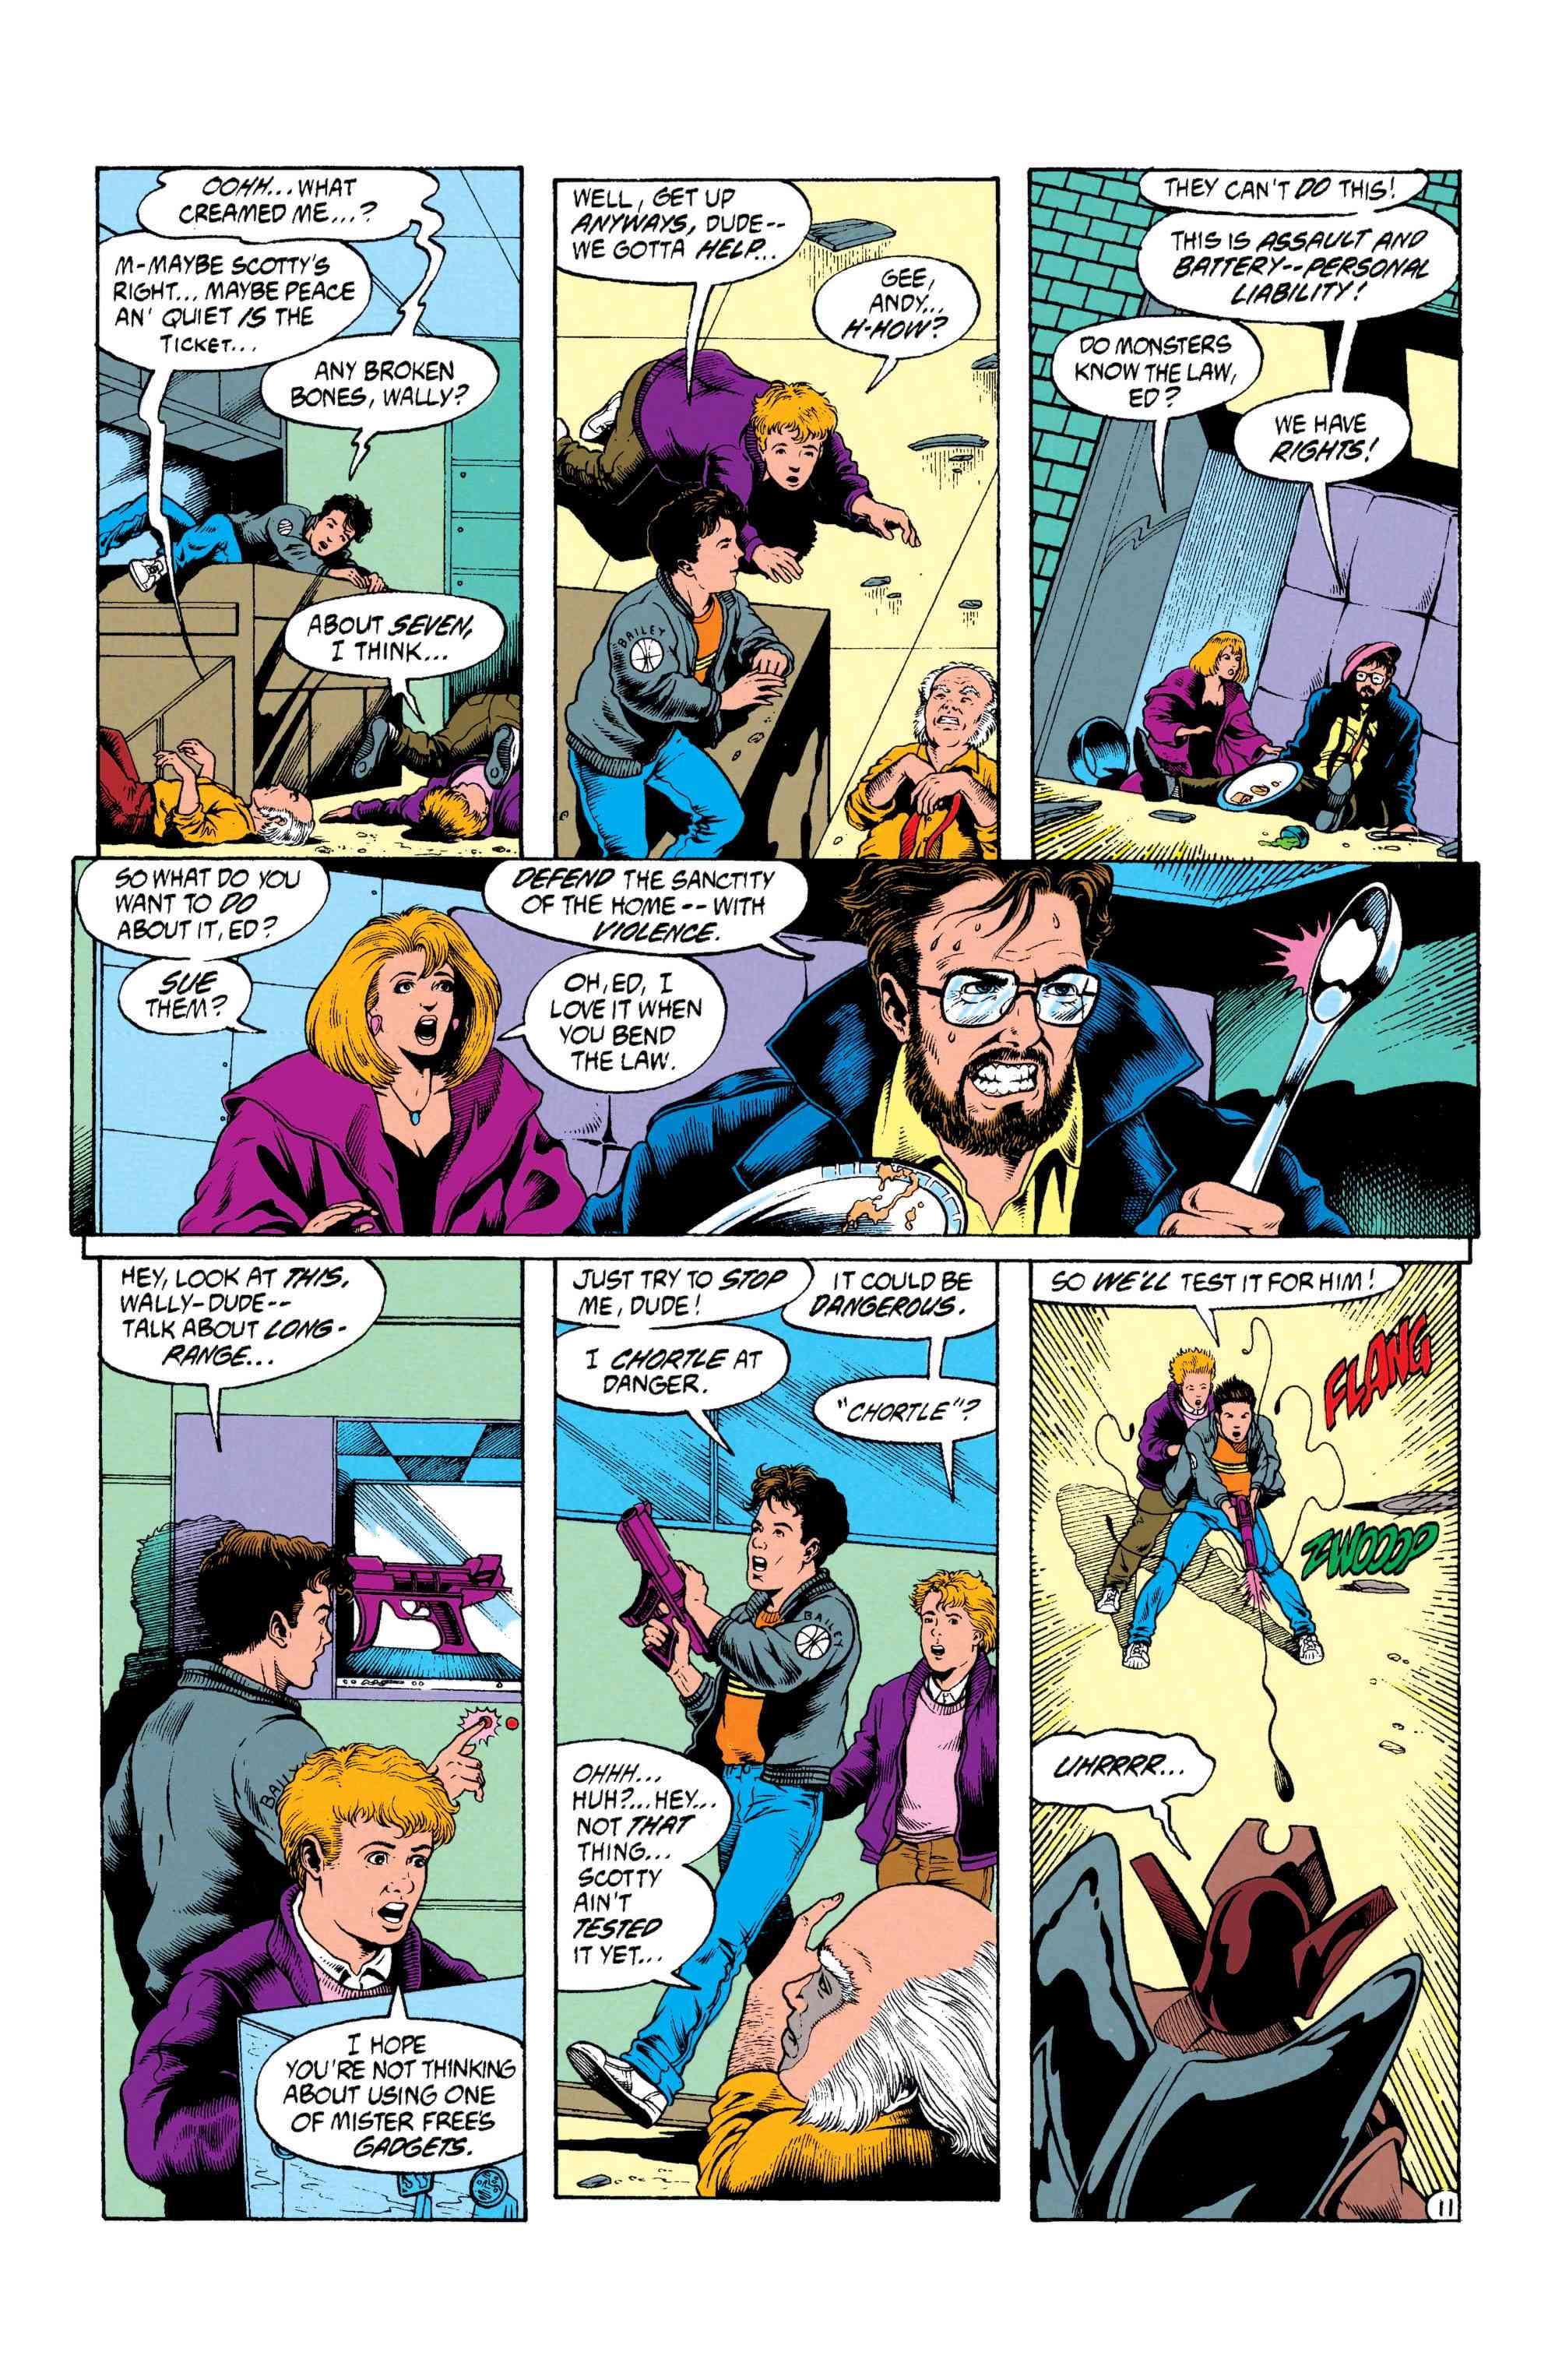 OOHH...WHAT
CREAMED ME...?
M-MAYBE SCOTTY'S
RIGHT... MAYBE PEACE
AN' QUIET IS THE
TICKET...
ANY BROKEN
BONES, WALLY?
ABOUT SEVEN,
I THINK...
WELL, GET UP
ANYWAYS, DUDE--
WE GOTTA HELP...
GEE,
ANDY...
H-HOW?
BAILEY
THEY CAN'T DO THIS!
THIS IS ASSAULT AND
BATTERY--PERSONAL
LIABILITY!
DO MONSTERS
KNOW THE LAW,
ED?
WE HAVE
RIGHTS!
SO WHAT DO YOU
WANT TO DO
ABOUT IT, ED?
SUE
THEM?
DEFEND THE SANCTITY
OF THE HOME -- WITH
VIOLENCE.
OH, ED, I
LOVE IT WHEN
YOU BEND
THE LAW.
HEY, LOOK AT THIS,
WALLY-DUDE--
TALK ABOUT LONG-
RANGE...
BAIL
I HOPE
YOU'RE NOT THINKING
ABOUT USING ONE
OF MISTER FREE'S
GADGETS.
JUST TRY TO STOP
ME, DUDE!
IT COULD BE
DANGEROUS.
I CHORTLE AT
DANGER.
"CHORTLE"?
BAILEY
OHHH...
HUH?...HEY...
NOT THAT
THING...
SCOTTY
AIN'T
TESTED
IT YET...
SO WE'LL TEST IT FOR HIM!
FLANG
ZWOOOP
UHRRRR...
11